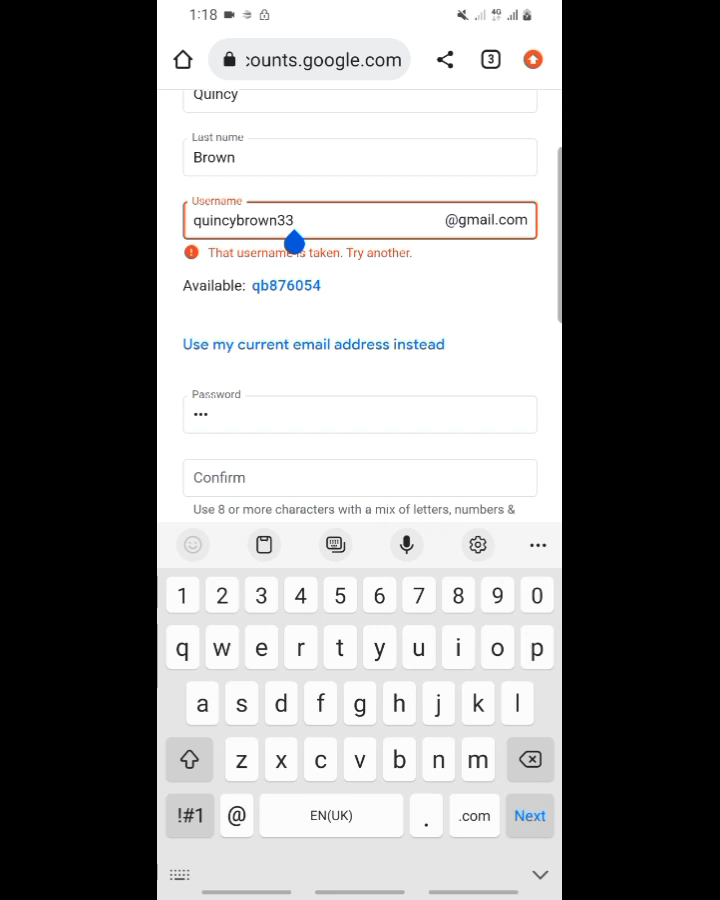 1:18 4G
:ounts.google.com 3
Quincy
Last name
Brown
Username
quincybrown33 @gmail.com
That username is taken. Try another.
Available: qb876054
Use my current email address instead
Password
•••
Confirm
Use 8 or more characters with a mix of letters, numbers &
1 2 3 4 5 6 7 8 9 0
q w e r t y u i o p
a s d f g h j k l
z x c v b n m
!#1 @ EN(UK) . .com Next